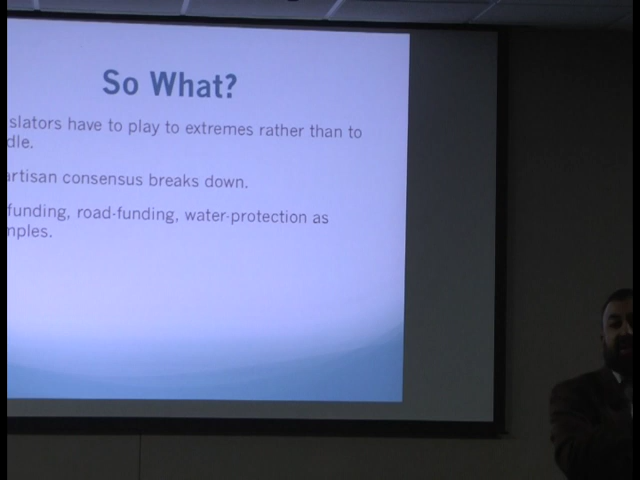 So What?
slators have to play to extremes rather than to
dle.
artisan consensus breaks down.
funding, road-funding, water-protection as
mples.